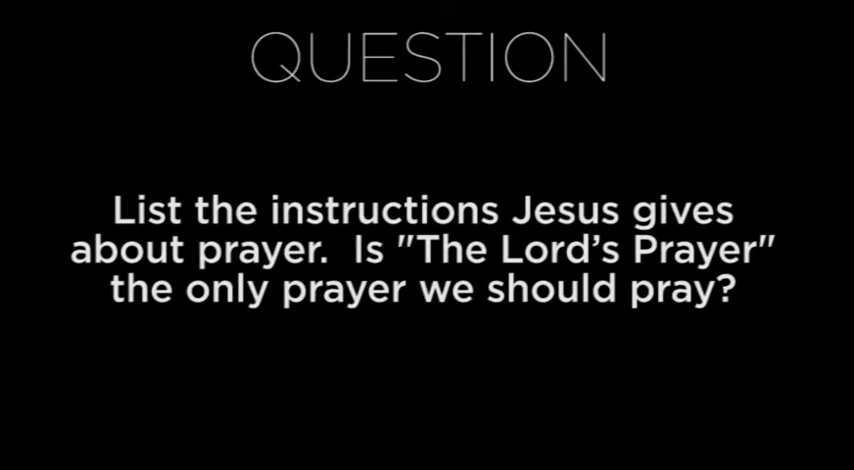 QUESTION
List the instructions Jesus gives
about prayer.  Is "The Lord’s Prayer"
the only prayer we should pray?